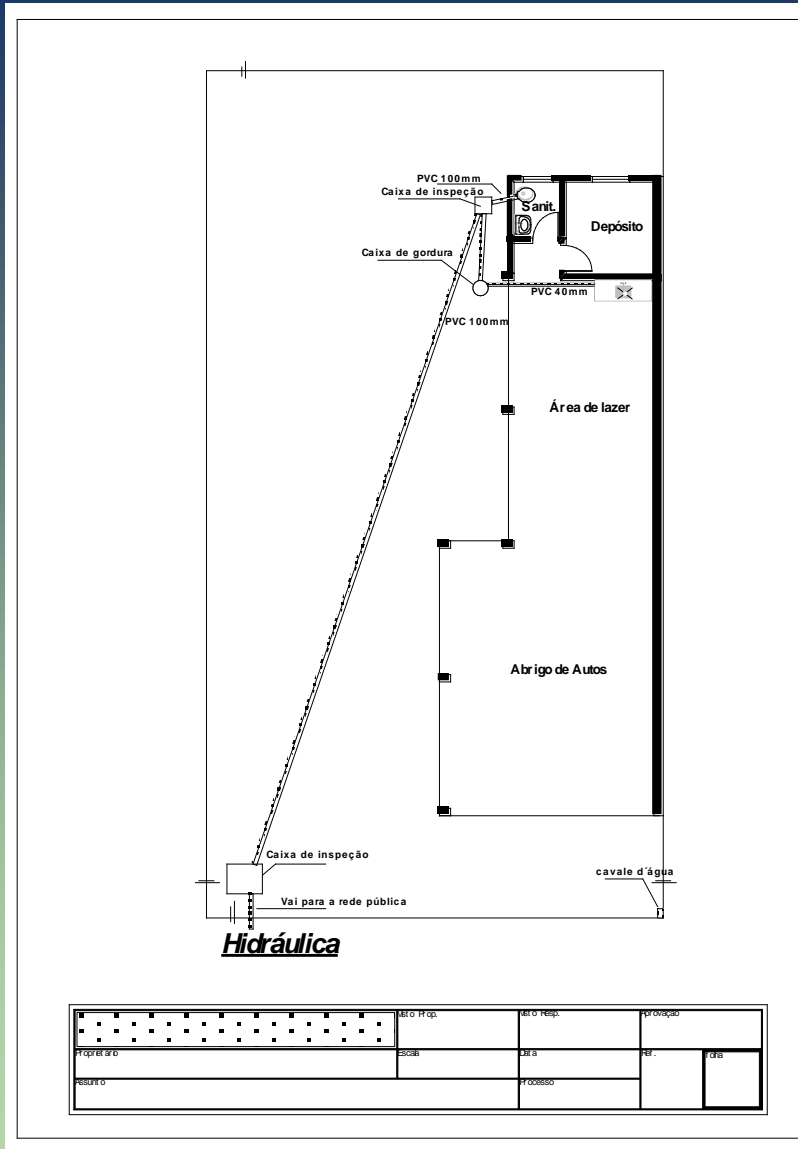 PVC 100mm
Caixa de inspeção
Sanit.
Depósito
Caixa de gordura
PVC 40mm
PVC 100mm
Área de lazer
Abrigo de Autos
Caixa de inspeção
cavale d´água
Vai para a rede pública
Hidráulica
Visto Prop.
Visto Resp.
Aprovação
Proprietario
Escala
Data
Ref.
folha
Assunto
Processo